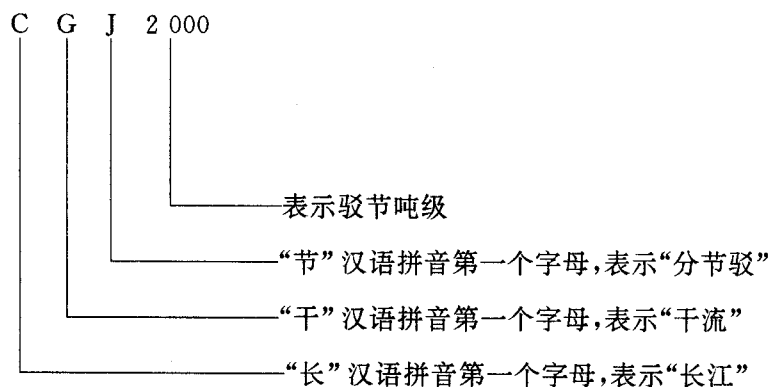 C G J 2 000
表示驳节吨级
“节”汉语拼音第一个字母,表示“分节驳”
“干”汉语拼音第一个字母,表示“干流”
“长”汉语拼音第一个字母,表示“长江”